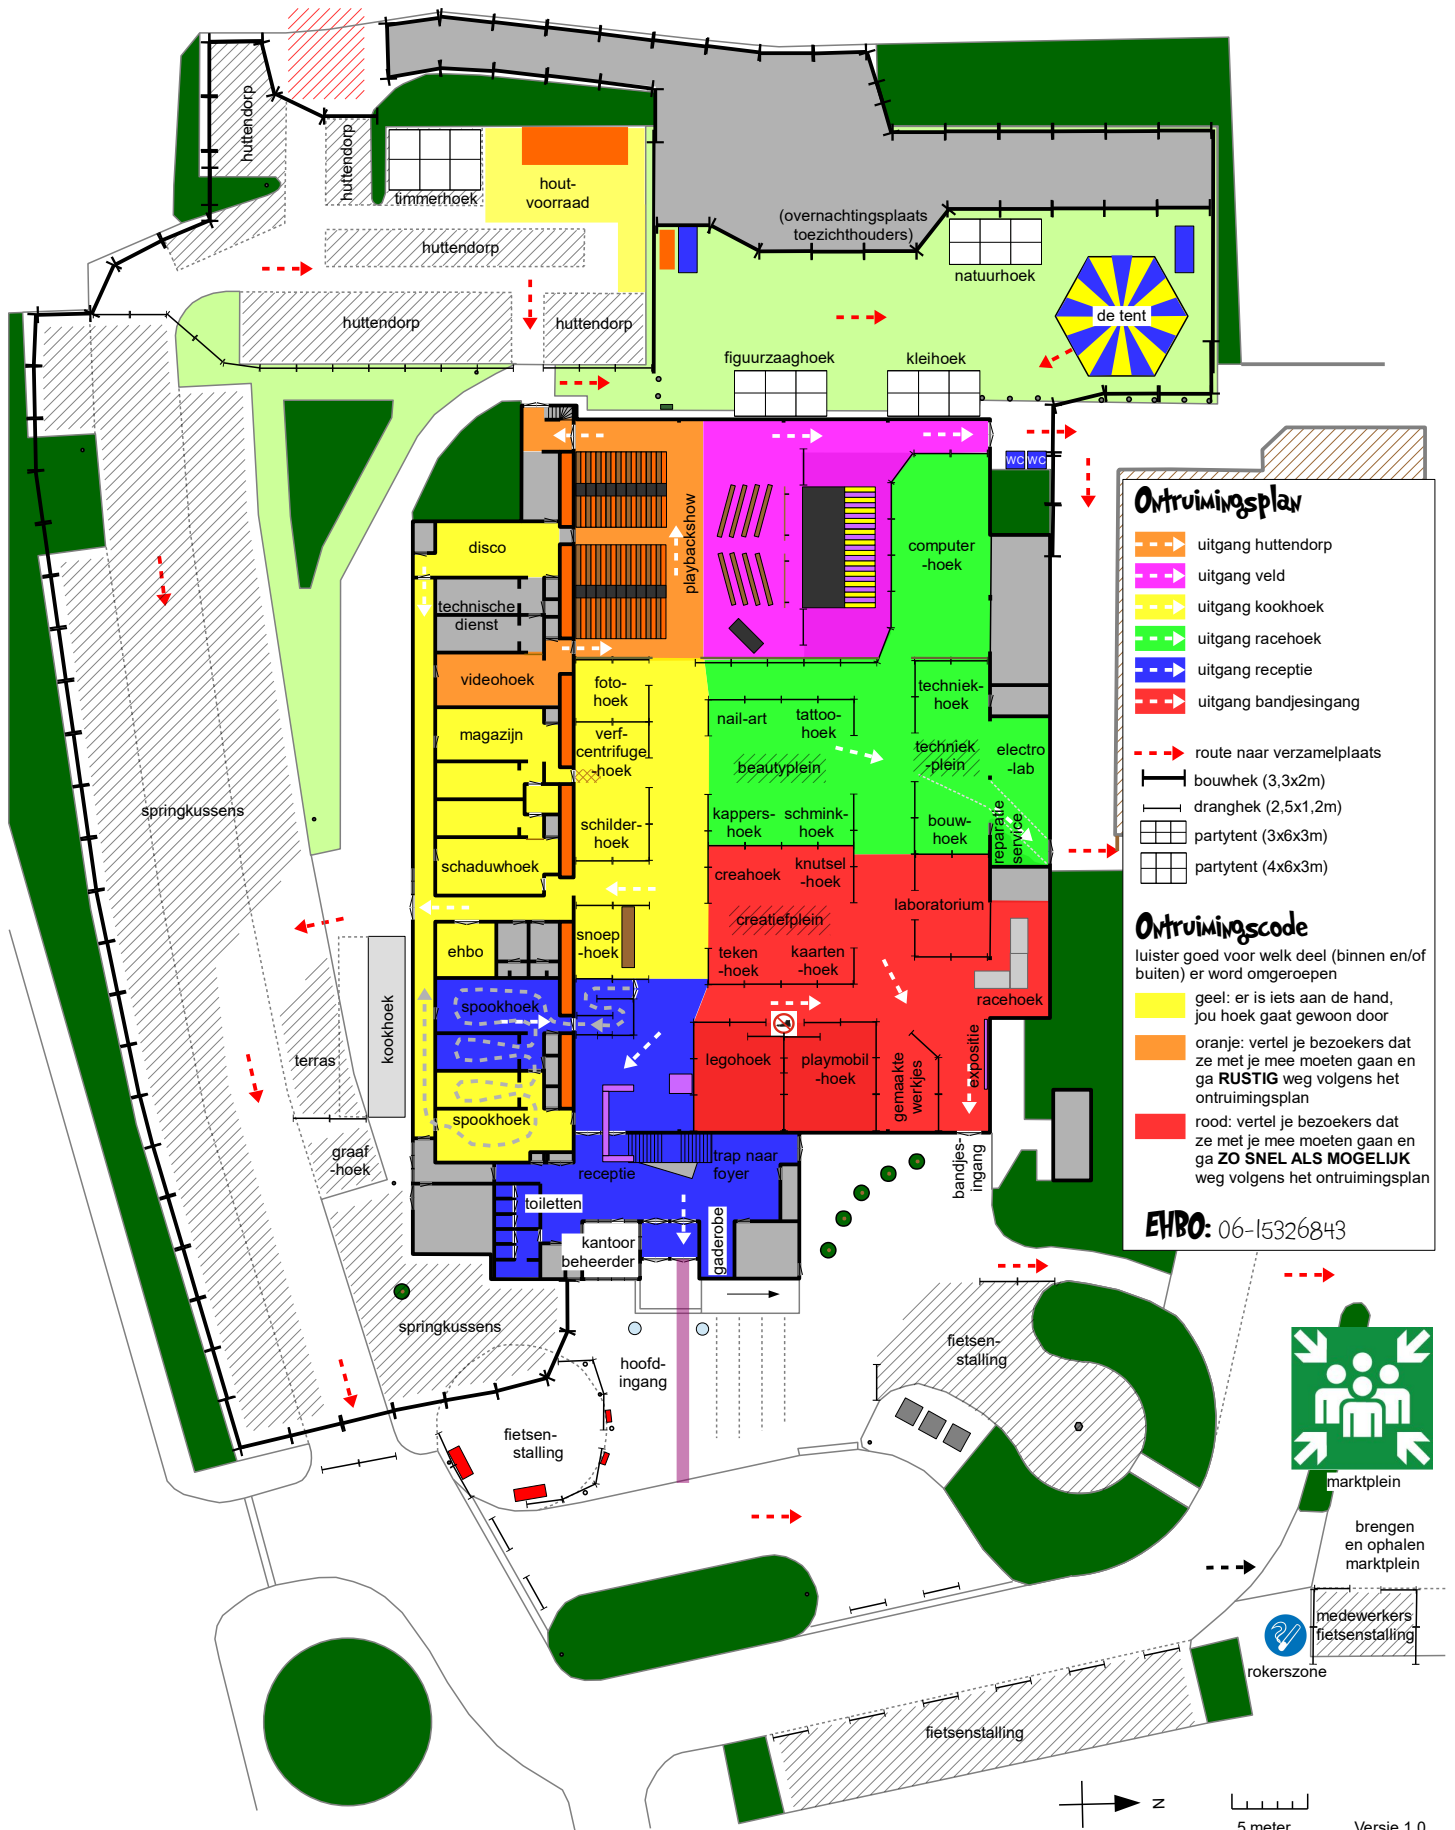 huttendorp
huttendorp
timmerhoek
hout-
voorraad
huttendorp
(overnachtingsplaats
toezichthouders)
natuurhoek
de tent
huttendorp
huttendorp
figuurzaaghoek
kleihoek
WC WC
playbackshow
computer
-hoek
disco
technische
dienst
videohoek
magazijn
schaduwhoek
ehbo
spookhoek
spookhoek
foto-
hoek
verf-
centrifuge
-hoek
schilder-
hoek
snoep
-hoek
nail-art
tattoo-
hoek
beautyplein
kappers-
hoek
schmink-
hoek
techniek-
hoek
techniek
-plein
electro
-lab
bouw-
hoek
reparatie
service
creahoek
knutsel
-hoek
creatiefplein
teken
-hoek
kaarten
-hoek
laboratorium
racehoek
legohoek
playmobil
-hoek
gemaakte
werkjes
expositie
bandjes-
ingang
springkussens
kookhoek
terras
graaf
-hoek
receptie
trap naar
foyer
toiletten
kantoor
beheerder
gaderobe
springkussens
hoofd-
ingang
fietsen-
stalling
fietsen-
stalling
Ontruimingsplan
uitgang huttendorp
uitgang veld
uitgang kookhoek
uitgang racehoek
uitgang receptie
uitgang bandjesingang
route naar verzamelplaats
bouwhek (3,3x2m)
dranghek (2,5x1,2m)
partytent (3x6x3m)
partytent (4x6x3m)
Ontruimingscode
luister goed voor welk deel (binnen en/of
buiten) er word omgeroepen
geel: er is iets aan de hand,
jou hoek gaat gewoon door
oranje: vertel je bezoekers dat
ze met je mee moeten gaan en
ga RUSTIG weg volgens het
ontruimingsplan
rood: vertel je bezoekers dat
ze met je mee moeten gaan en
ga ZO SNEL ALS MOGELIJK
weg volgens het ontruimingsplan
EHBO: 06-15326843
marktplein
brengen
en ophalen
marktplein
medewerkers
fietsenstalling
rokerszone
fietsenstalling
N
5 meter
Versie 1.0